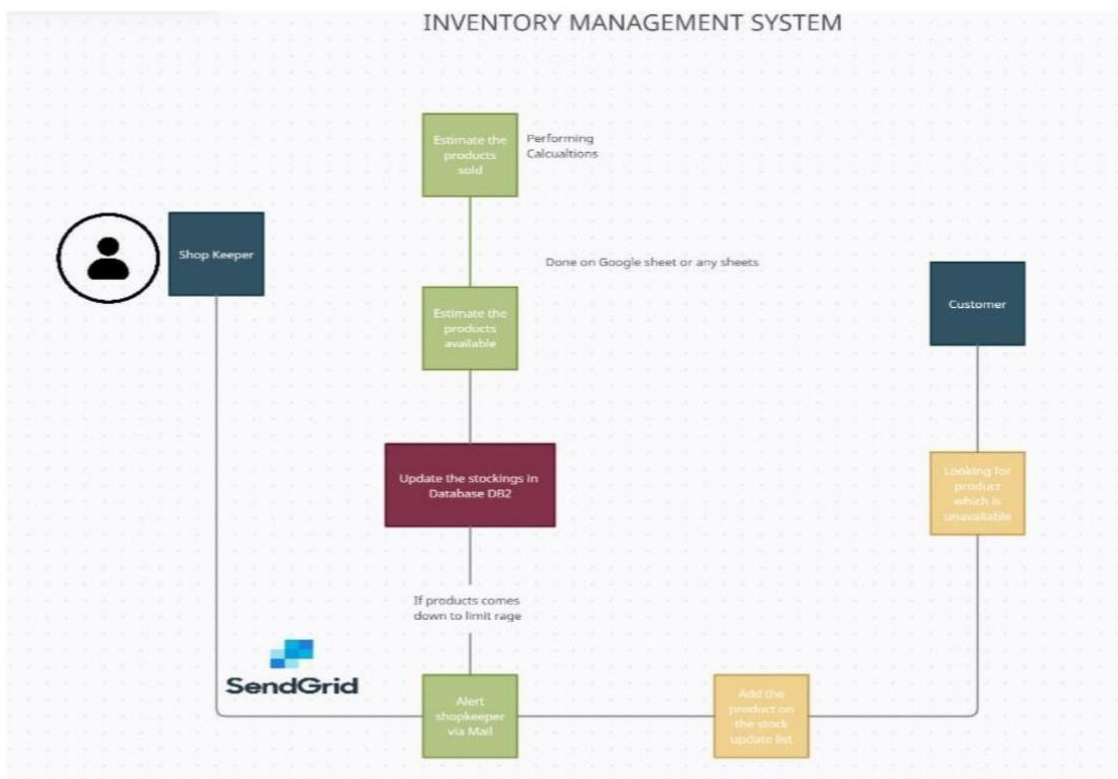 INVENTORY MANAGEMENT SYSTEM
Estimate the
products
sold
Performing
Calcualtions
Shop Keeper
Done on Google sheet or any sheets
Estimate the
products
available
Customer
Update the stockings in
Database DB2
Looking for
product
which is
unavailable
If products comes
down to limit rage
SendGrid
Alert
shopkeeper
via Mail
Add the
product on
the stock
update list